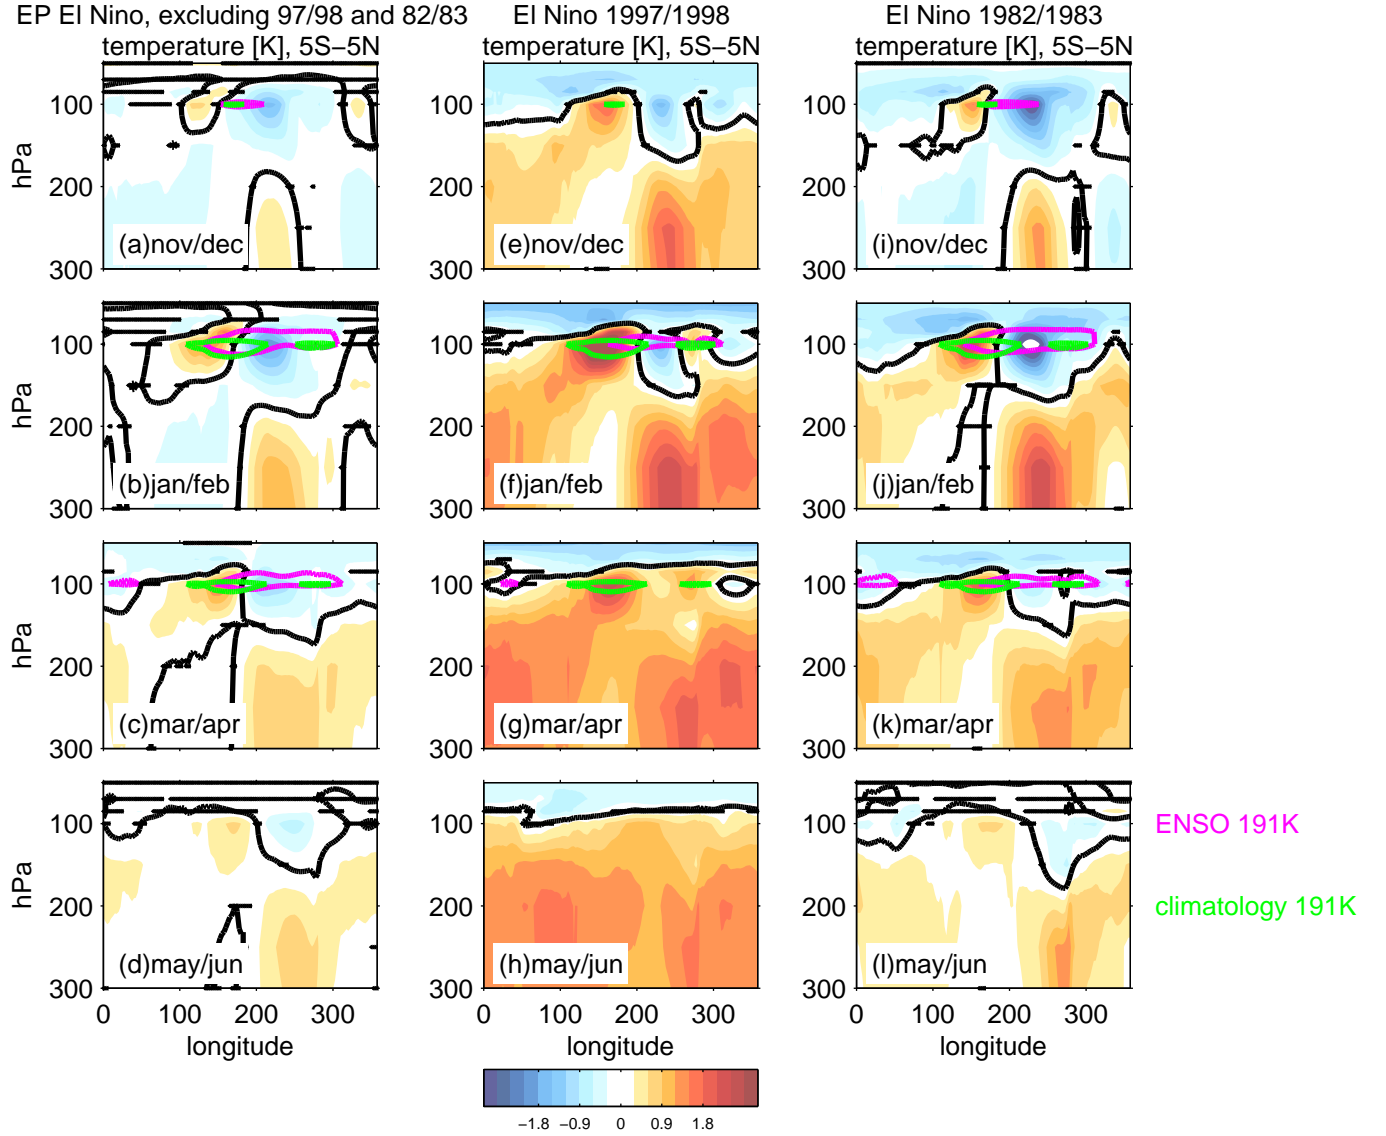 EP El Nino, excluding 97/98 and 82/83
temperature [K], 5S−5N
El Nino 1997/1998
temperature [K], 5S−5N
El Nino 1982/1983
temperature [K], 5S−5N
hPa
100
200
300
(a)nov/dec
100
200
300
(e)nov/dec
100
200
300
(i)nov/dec
hPa
100
200
300
(b)jan/feb
100
200
300
(f)jan/feb
100
200
300
(j)jan/feb
hPa
100
200
300
(c)mar/apr
100
200
300
(g)mar/apr
100
200
300
(k)mar/apr
hPa
100
200
300
(d)may/jun
0 100 200 300
longitude
100
200
300
(h)may/jun
0 100 200 300
longitude
100
200
300
(l)may/jun
0 100 200 300
longitude
ENSO 191K
climatology 191K
−1.8 −0.9 0 0.9 1.8